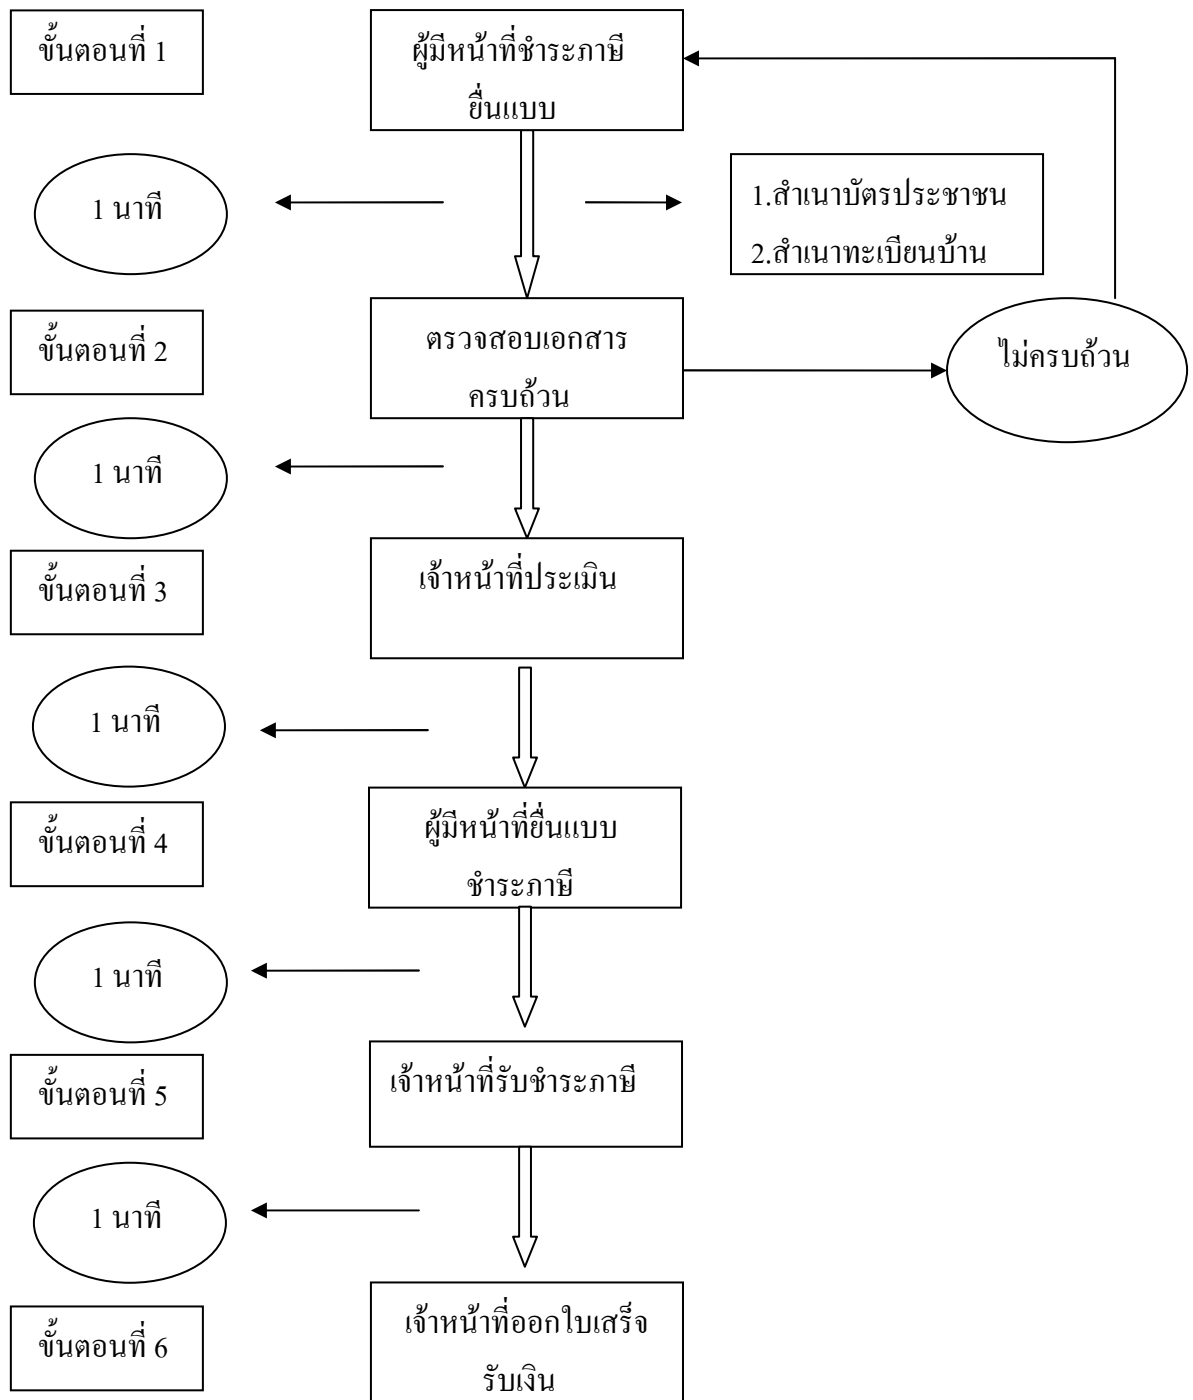 ขั้นตอนที่ 1
ผู้มีหน้าที่ชำระภาษี
ยื่นแบบ
1 นาที
1.สำเนาบัตรประชาชน
2.สำเนาทะเบียนบ้าน
ขั้นตอนที่ 2
ตรวจสอบเอกสาร
ครบถ้วน
ไม่ครบถ้วน
1 นาที
ขั้นตอนที่ 3
เจ้าหน้าที่ประเมิน
1 นาที
ขั้นตอนที่ 4
ผู้มีหน้าที่ยื่นแบบ
ชำระภาษี
1 นาที
ขั้นตอนที่ 5
เจ้าหน้าที่รับชำระภาษี
1 นาที
ขั้นตอนที่ 6
เจ้าหน้าที่ออกใบเสร็จ
รับเงิน